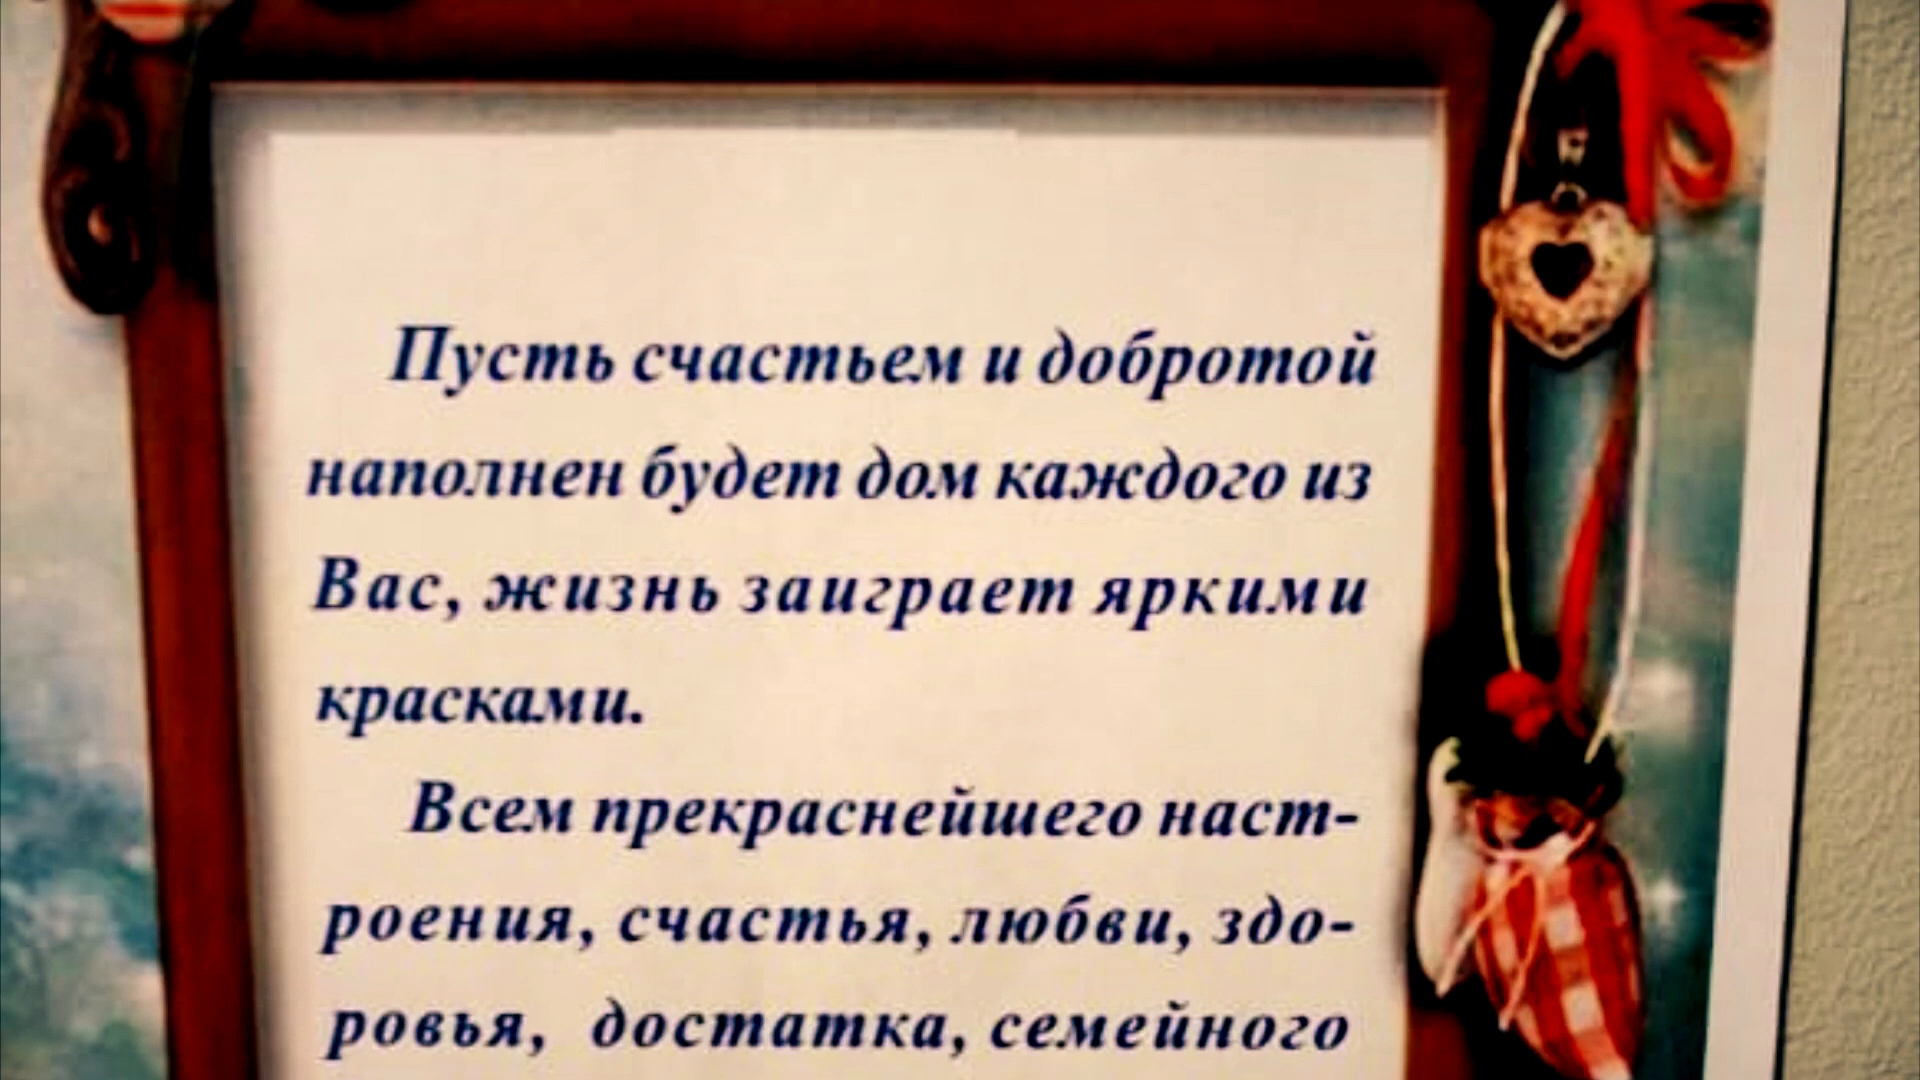 Пусть счастьем и добротой
наполнен будет дом каждого из
Вас, жизнь заиграет яркими
красками.
Всем прекраснейшего наст-
роения, счастья, любви, здо-
ровья, достатка, семейного